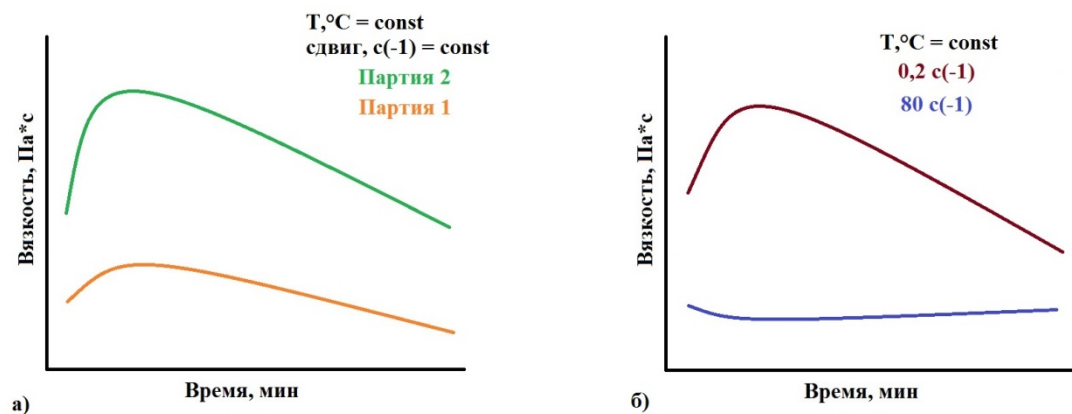 T,°C = const
сдвиг, с(-1) = const
Партия 2
Партия 1
Вязкость, Па*с
Время, мин
а)
T,°C = const
0,2 с(-1)
80 с(-1)
Вязкость, Па*с
Время, мин
б)